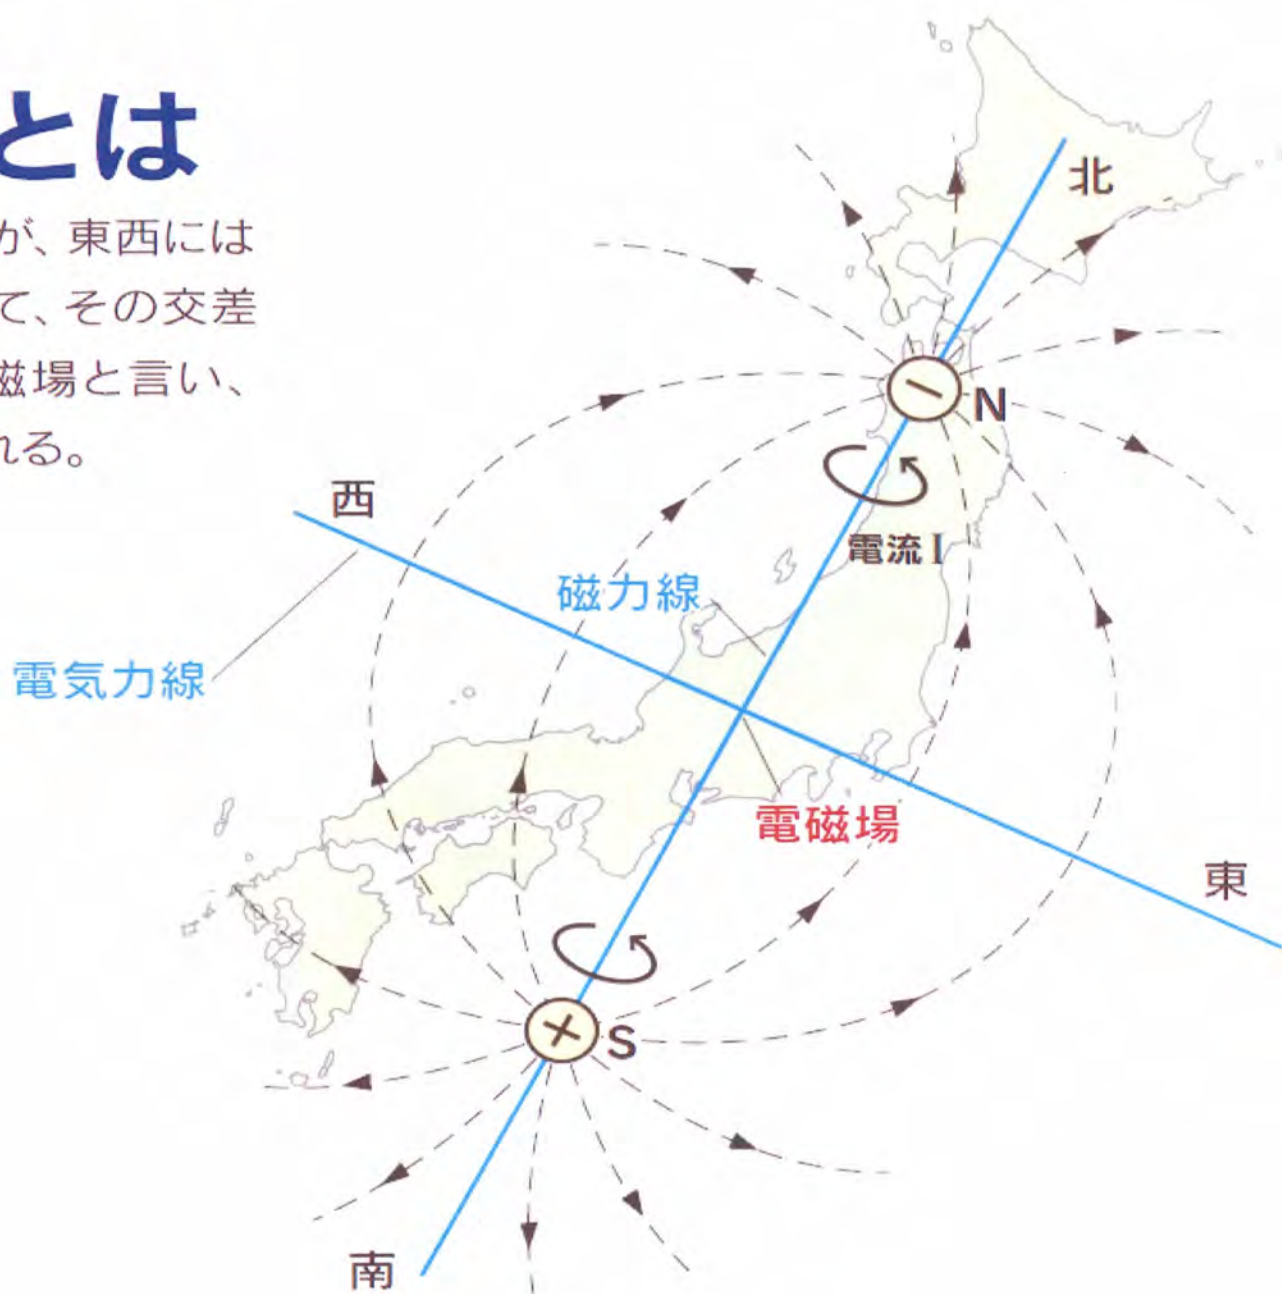 とは
が、東西には
て、その交差
磁場と言い、
れる。
北
N
西
電流I
磁力線
電気力線
電磁場
東
+ S
南